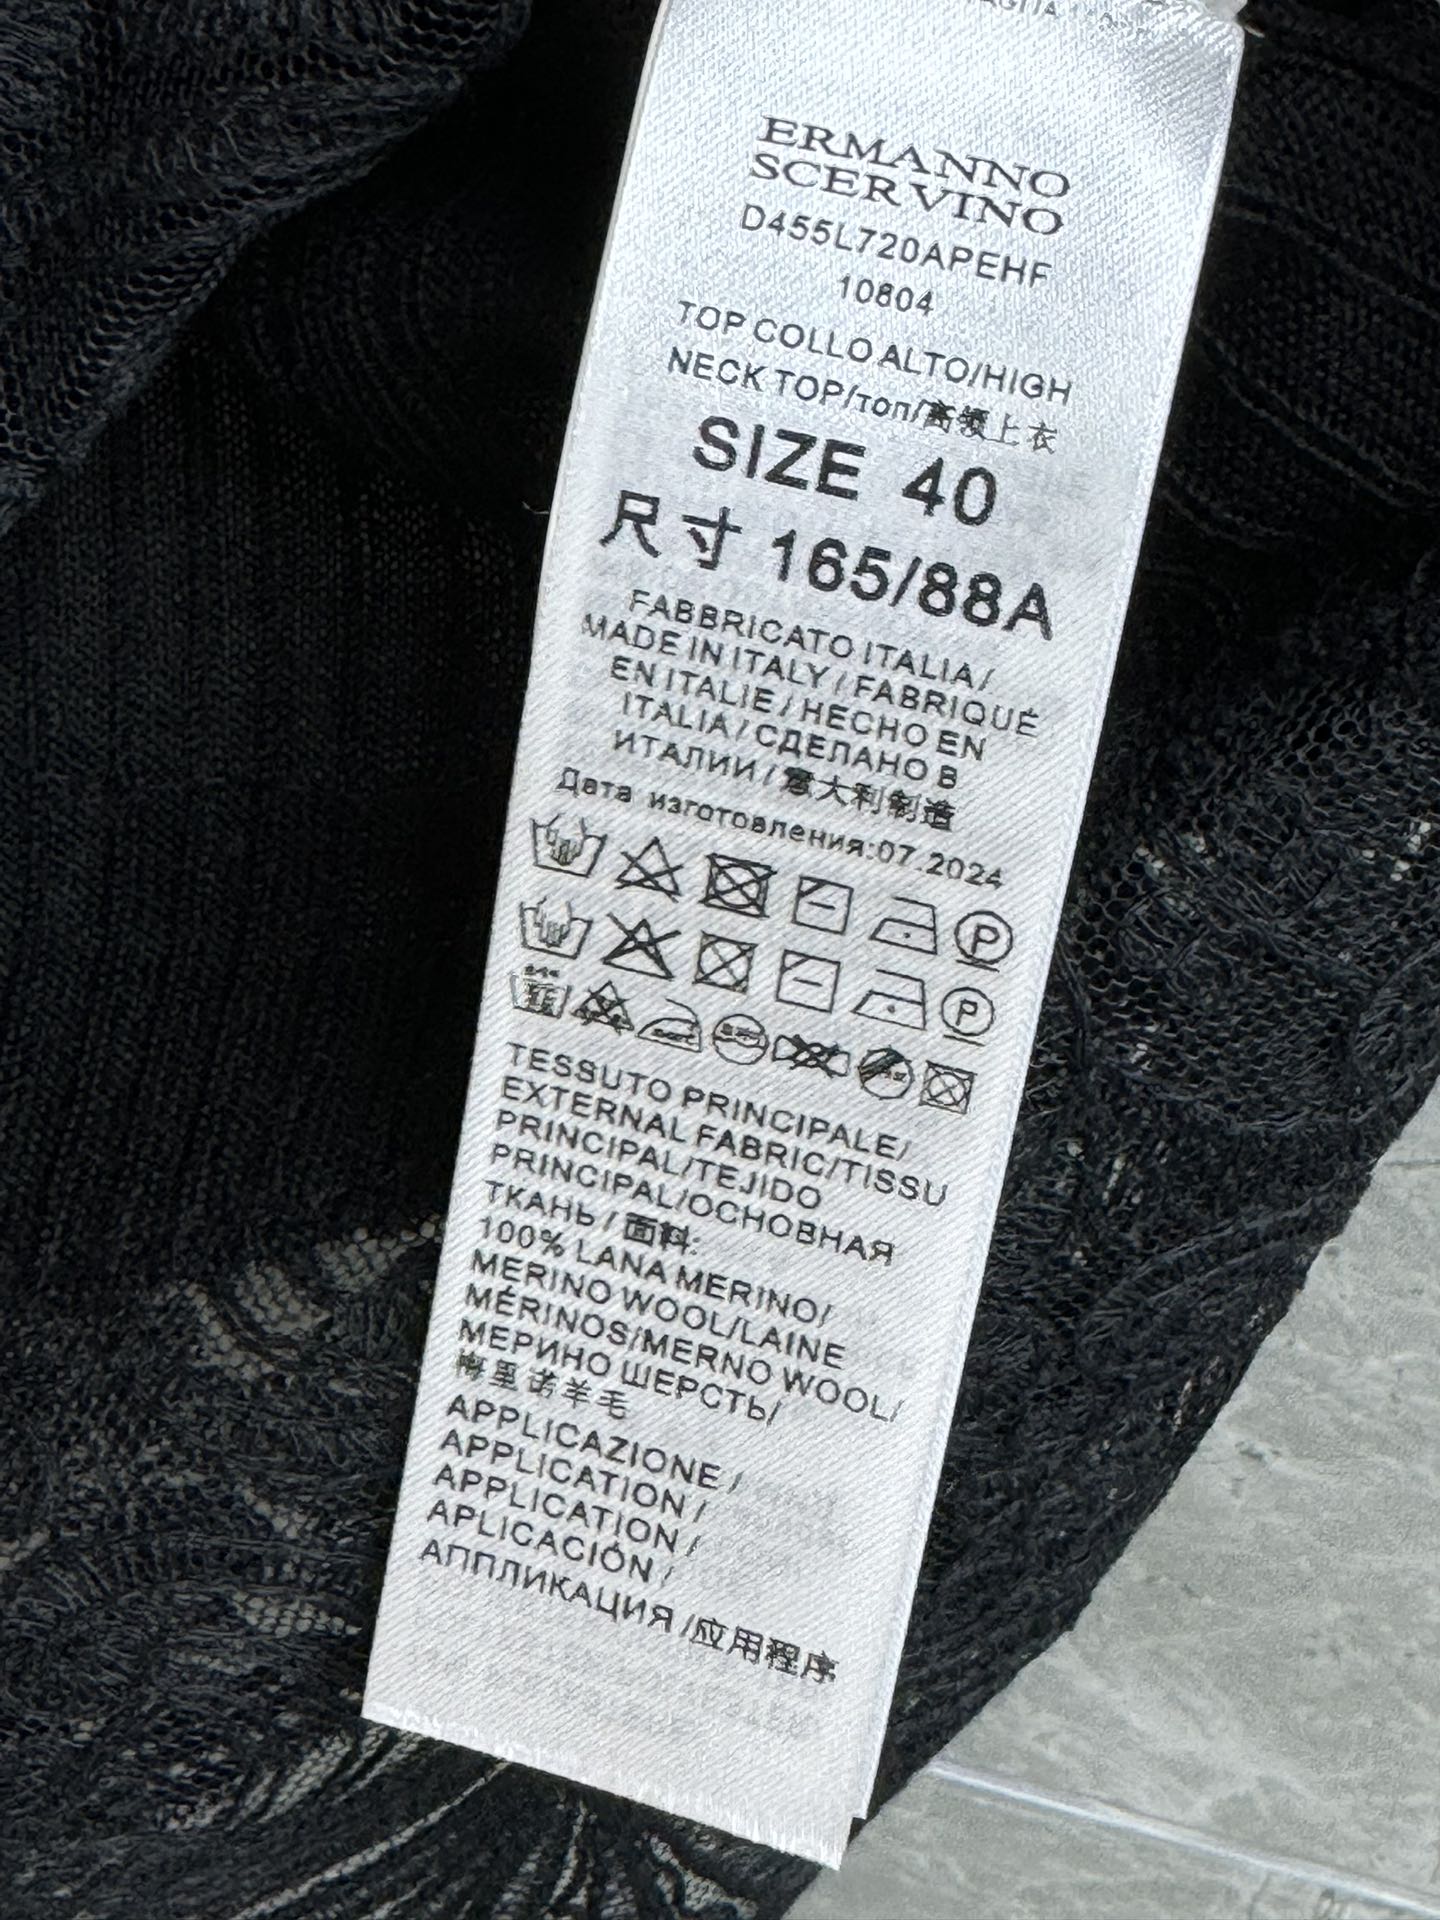 ERMANNO
SCERVINO
D455L720APEHF
10804
TOP COLLO ALTO/HIGH
NECK TOP/топ/高领上衣
SIZE 40
尺寸 165/88A
FABBRICATO ITALIA/
MADE IN ITALY / FABRIQUÉ
EN ITALIE / HECHO EN
ITALIA / СДЕЛАНО В
ИТАЛИИ / 意大利制造
Дата изготовления:07.2024
P
P
TESSUTO PRINCIPALE/
EXTERNAL FABRIC/TISSU
PRINCIPAL/TEJIDO
PRINCIPAL/ОСНОВНАЯ
ТКАНЬ / 面料:
100% LANA MERINO/
MERINO WOOL/LAINE
MÉRINOS/MERNO WOOL/
МЕРИНО ШЕРСТЬ/
梅里诺羊毛
APPLICAZIONE /
APPLICATION /
APPLICATION /
APLICACIÓN /
АППЛИКАЦИЯ /应用程序